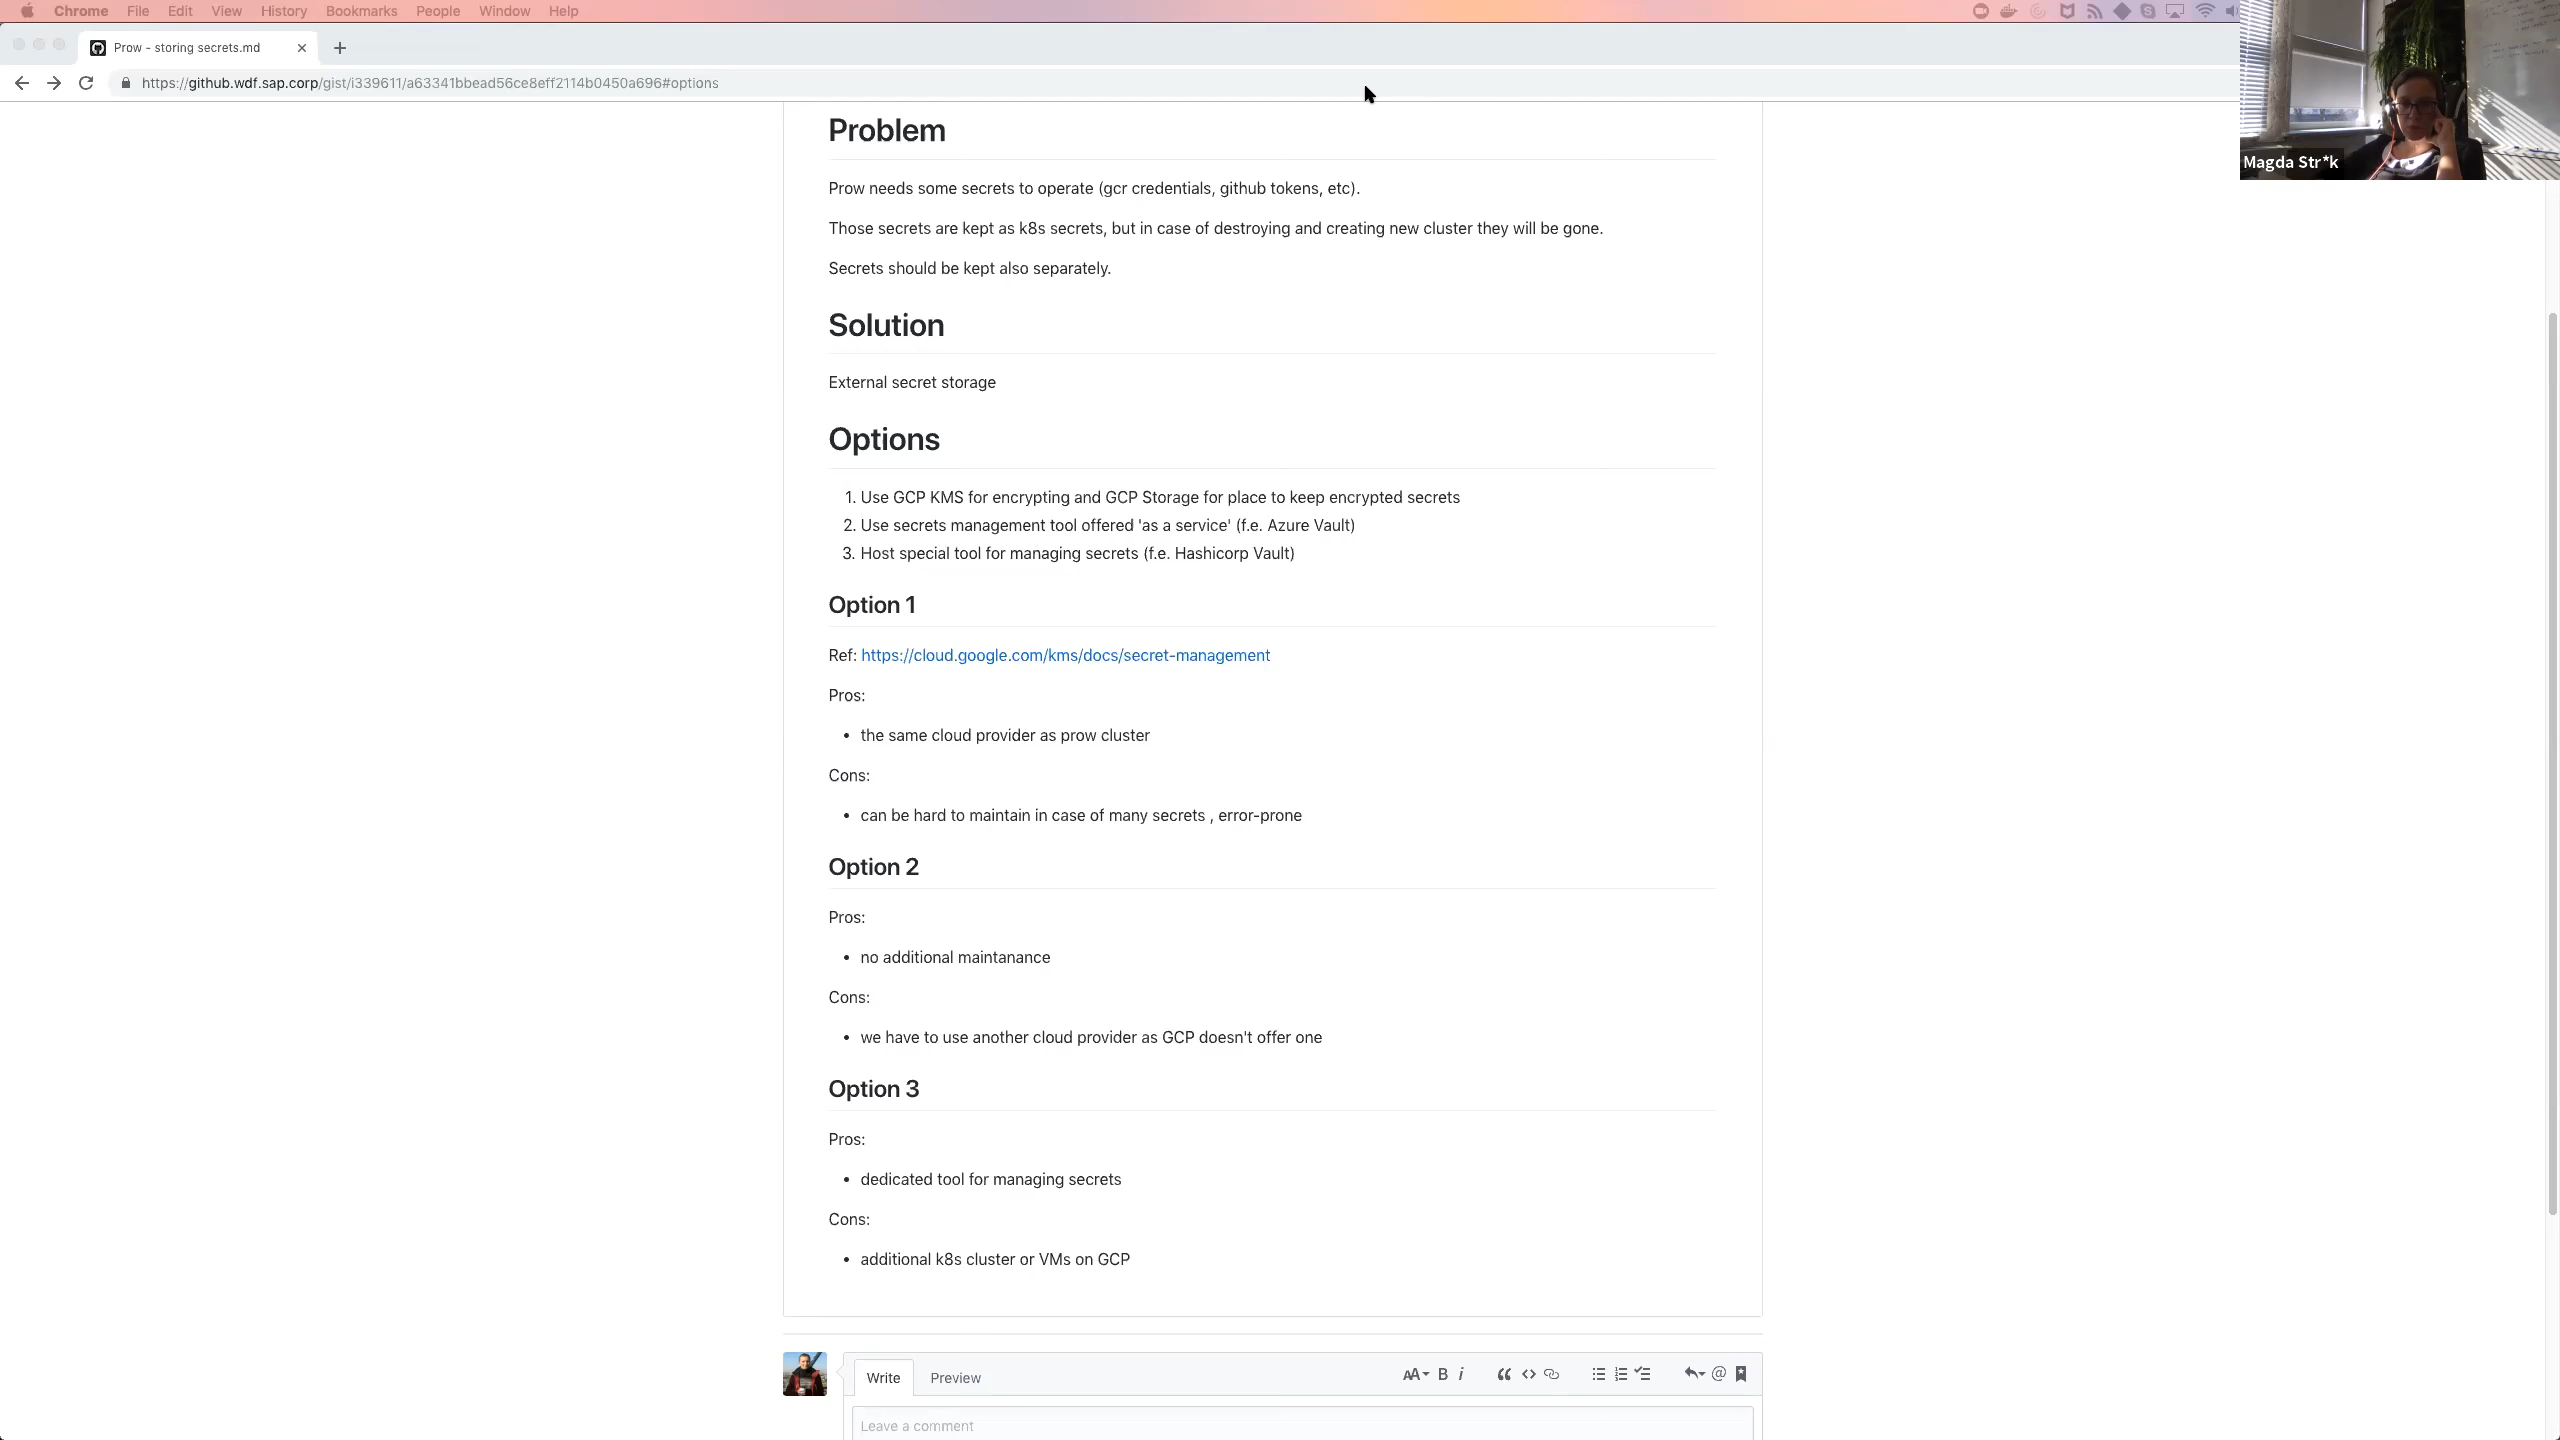 Chrome File Edit View History Bookmarks People Window Help
Prow - storing secrets.md
https://github.wdf.sap.corp/gist/i339611/a63341bbead56ce8eff2114b0450a696#options
Magda Str*k
Problem
Prow needs some secrets to operate (gcr credentials, github tokens, etc).
Those secrets are kept as k8s secrets, but in case of destroying and creating new cluster they will be gone.
Secrets should be kept also separately.
Solution
External secret storage
Options
1. Use GCP KMS for encrypting and GCP Storage for place to keep encrypted secrets
2. Use secrets management tool offered 'as a service' (f.e. Azure Vault)
3. Host special tool for managing secrets (f.e. Hashicorp Vault)
Option 1
Ref: https://cloud.google.com/kms/docs/secret-management
Pros:
• the same cloud provider as prow cluster
Cons:
• can be hard to maintain in case of many secrets , error-prone
Option 2
Pros:
• no additional maintanance
Cons:
• we have to use another cloud provider as GCP doesn't offer one
Option 3
Pros:
• dedicated tool for managing secrets
Cons:
• additional k8s cluster or VMs on GCP
Write Preview
AA B i
Leave a comment